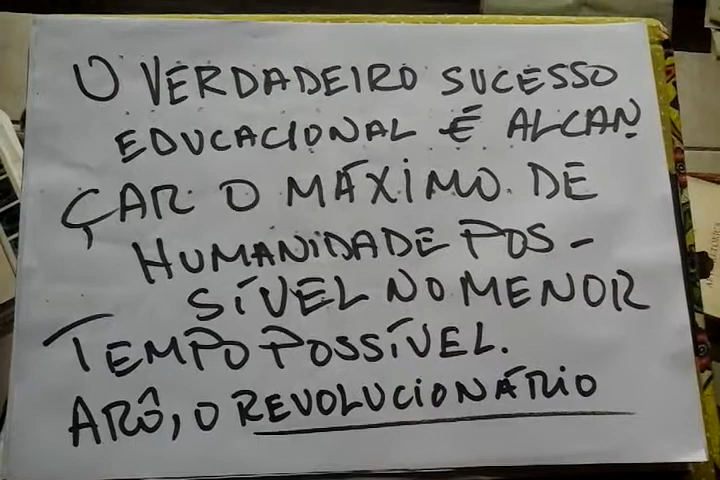 O VERDADEIRO SUCESSO
EDUCACIONAL É ALCAN
ÇAR O MÁXIMO DE
HUMANIDADE POS-
SÍVEL NO MENOR
TEMPO POSSÍVEL.
ARÔ, O REVOLUCIONÁRIO